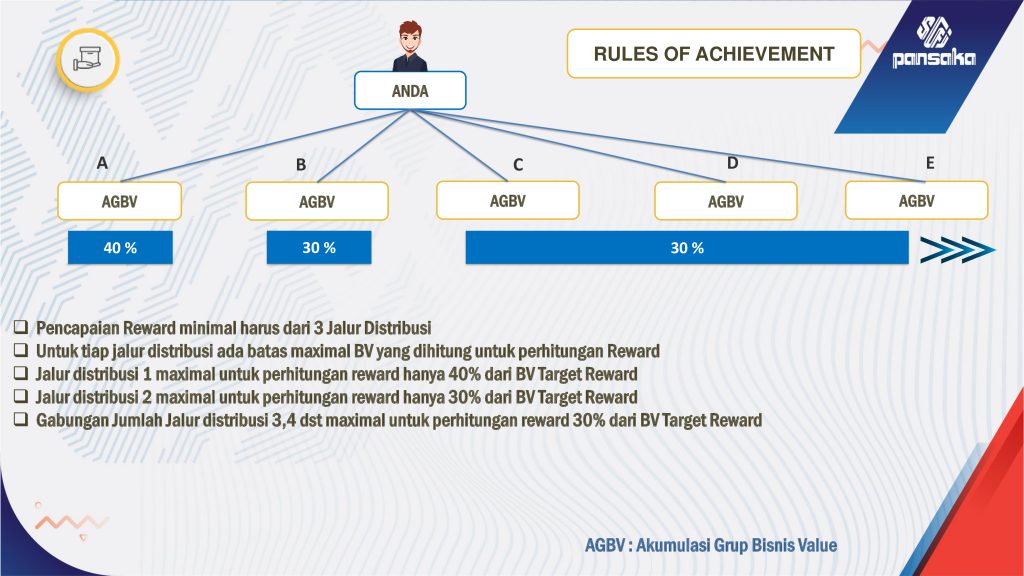 RULES OF ACHIEVEMENT
pansaka
ANDA
A
B
C
D
E
AGBV
AGBV
AGBV
AGBV
AGBV
40 %
30 %
30 %
Pencapaian Reward minimal harus dari 3 Jalur Distribusi
Untuk tiap jalur distribusi ada batas maximal BV yang dihitung untuk perhitungan Reward
Jalur distribusi 1 maximal untuk perhitungan reward hanya 40% dari BV Target Reward
Jalur distribusi 2 maximal untuk perhitungan reward hanya 30% dari BV Target Reward
Gabungan Jumlah Jalur distribusi 3,4 dst maximal untuk perhitungan reward 30% dari BV Target Reward
AGBV : Akumulasi Grup Bisnis Value